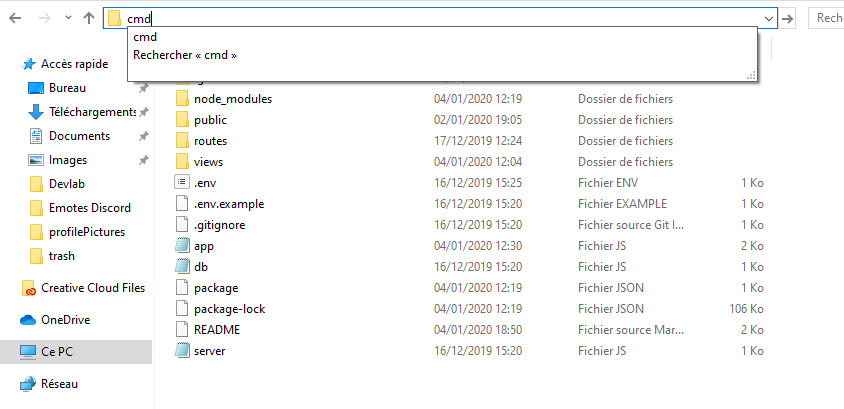 cmd
Reche
cmd
Rechercher « cmd »
Accès rapide
Bureau
Téléchargements
Documents
Images
Devlab
Emotes Discord
profilePictures
trash
Creative Cloud Files
OneDrive
Ce PC
Réseau
node_modules 04/01/2020 12:19 Dossier de fichiers
public 02/01/2020 19:05 Dossier de fichiers
routes 17/12/2019 12:24 Dossier de fichiers
views 04/01/2020 12:04 Dossier de fichiers
.env 16/12/2019 15:25 Fichier ENV 1 Ko
.env.example 16/12/2019 15:20 Fichier EXAMPLE 1 Ko
.gitignore 16/12/2019 15:20 Fichier source Git I... 1 Ko
app 04/01/2020 12:30 Fichier JS 2 Ko
db 16/12/2019 15:20 Fichier JS 1 Ko
package 04/01/2020 12:19 Fichier JSON 1 Ko
package-lock 04/01/2020 12:19 Fichier JSON 106 Ko
README 04/01/2020 18:50 Fichier source Mar... 2 Ko
server 16/12/2019 15:20 Fichier JS 1 Ko